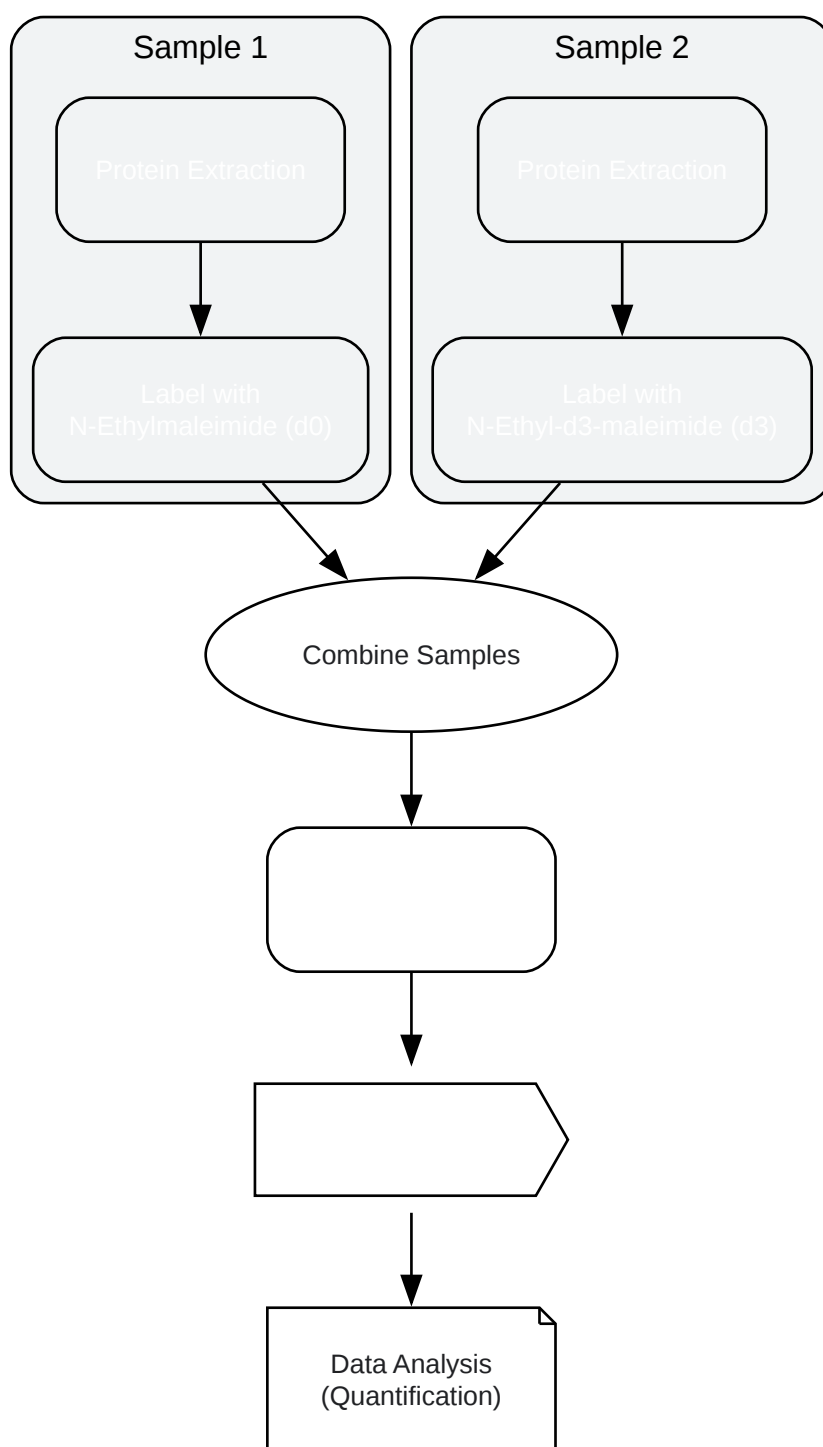 Sample 1
Sample 2
Protein Extraction
Protein Extraction
Label with
N-Ethylmaleimide (d0)
Label with
N-Ethyl-d3-maleimide (d3)
Combine Samples
Data Analysis
(Quantification)